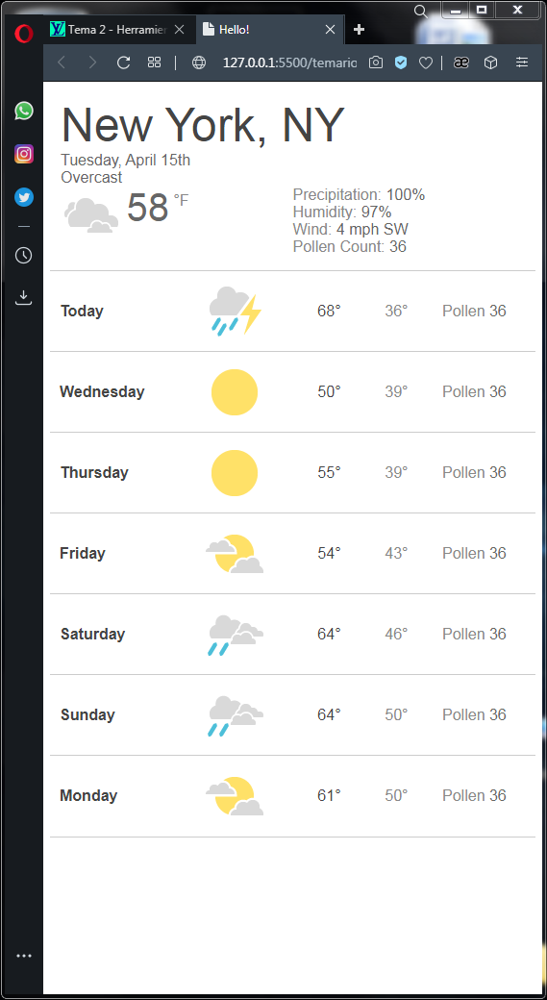 Tema 2 - Herramier
Hello!
127.0.0.1:5500/temario
New York, NY
Tuesday, April 15th
Overcast
58 °F
Precipitation: 100%
Humidity: 97%
Wind: 4 mph SW
Pollen Count: 36
Today 68° 36° Pollen 36
Wednesday 50° 39° Pollen 36
Thursday 55° 39° Pollen 36
Friday 54° 43° Pollen 36
Saturday 64° 46° Pollen 36
Sunday 64° 50° Pollen 36
Monday 61° 50° Pollen 36